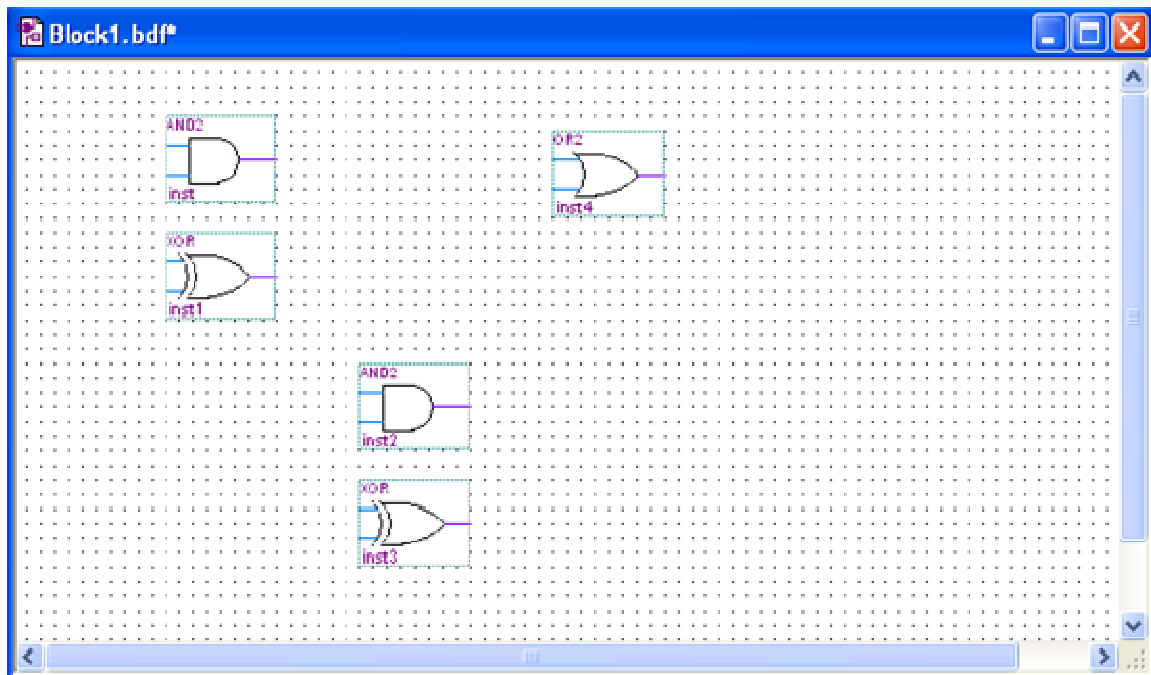 Block1.bdf*
AND2
inst
OR2
inst4
XOR
inst1
AND2
inst2
XOR
inst3